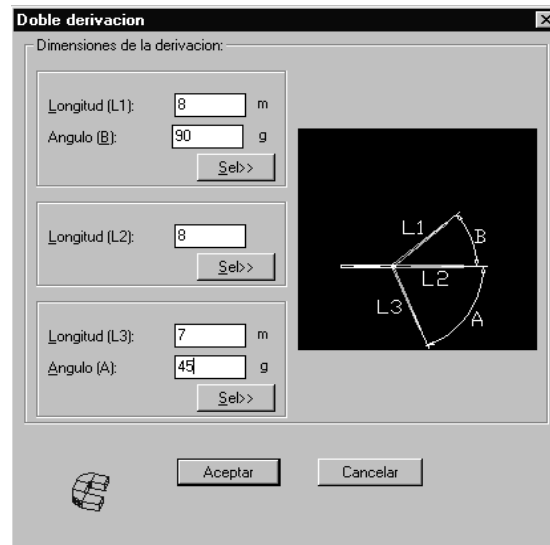 Doble derivacion
Dimensiones de la derivacion:
Longitud (L1): 8 m
Angulo (B): 90 g
Sel>>
Longitud (L2): 8
Sel>>
Longitud (L3): 7 m
Angulo (A): 45 g
Sel>>
L1
B
L2
L3
A
Aceptar
Cancelar